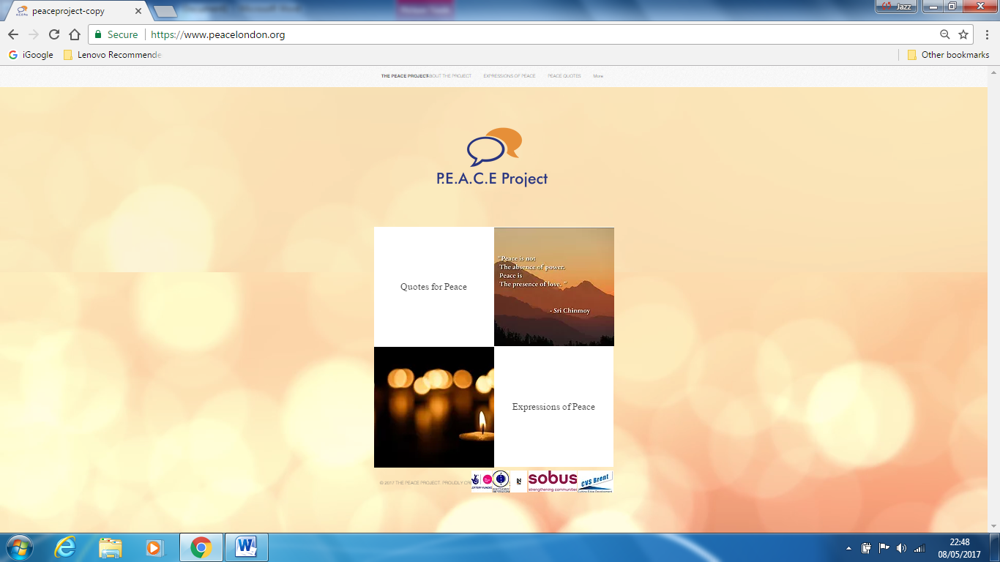 peaceproject-copy
Jazz
Secure https://www.peacelondon.org
iGoogle Lenovo Recommende Other bookmarks
THE PEACE PROJECT ABOUT THE PROJECT EXPRESSIONS OF PEACE PEACE QUOTES More
P.E.A.C.E Project
Quotes for Peace
"Peace is not
The absence of power.
Peace is
The presence of love."
- Sri Chinmoy
Expressions of Peace
© 2017 THE PEACE PROJECT. PROUDLY CRE
LOTTERY FUNDED
sobus
strengthening communities
CVS Brent
22:48
08/05/2017